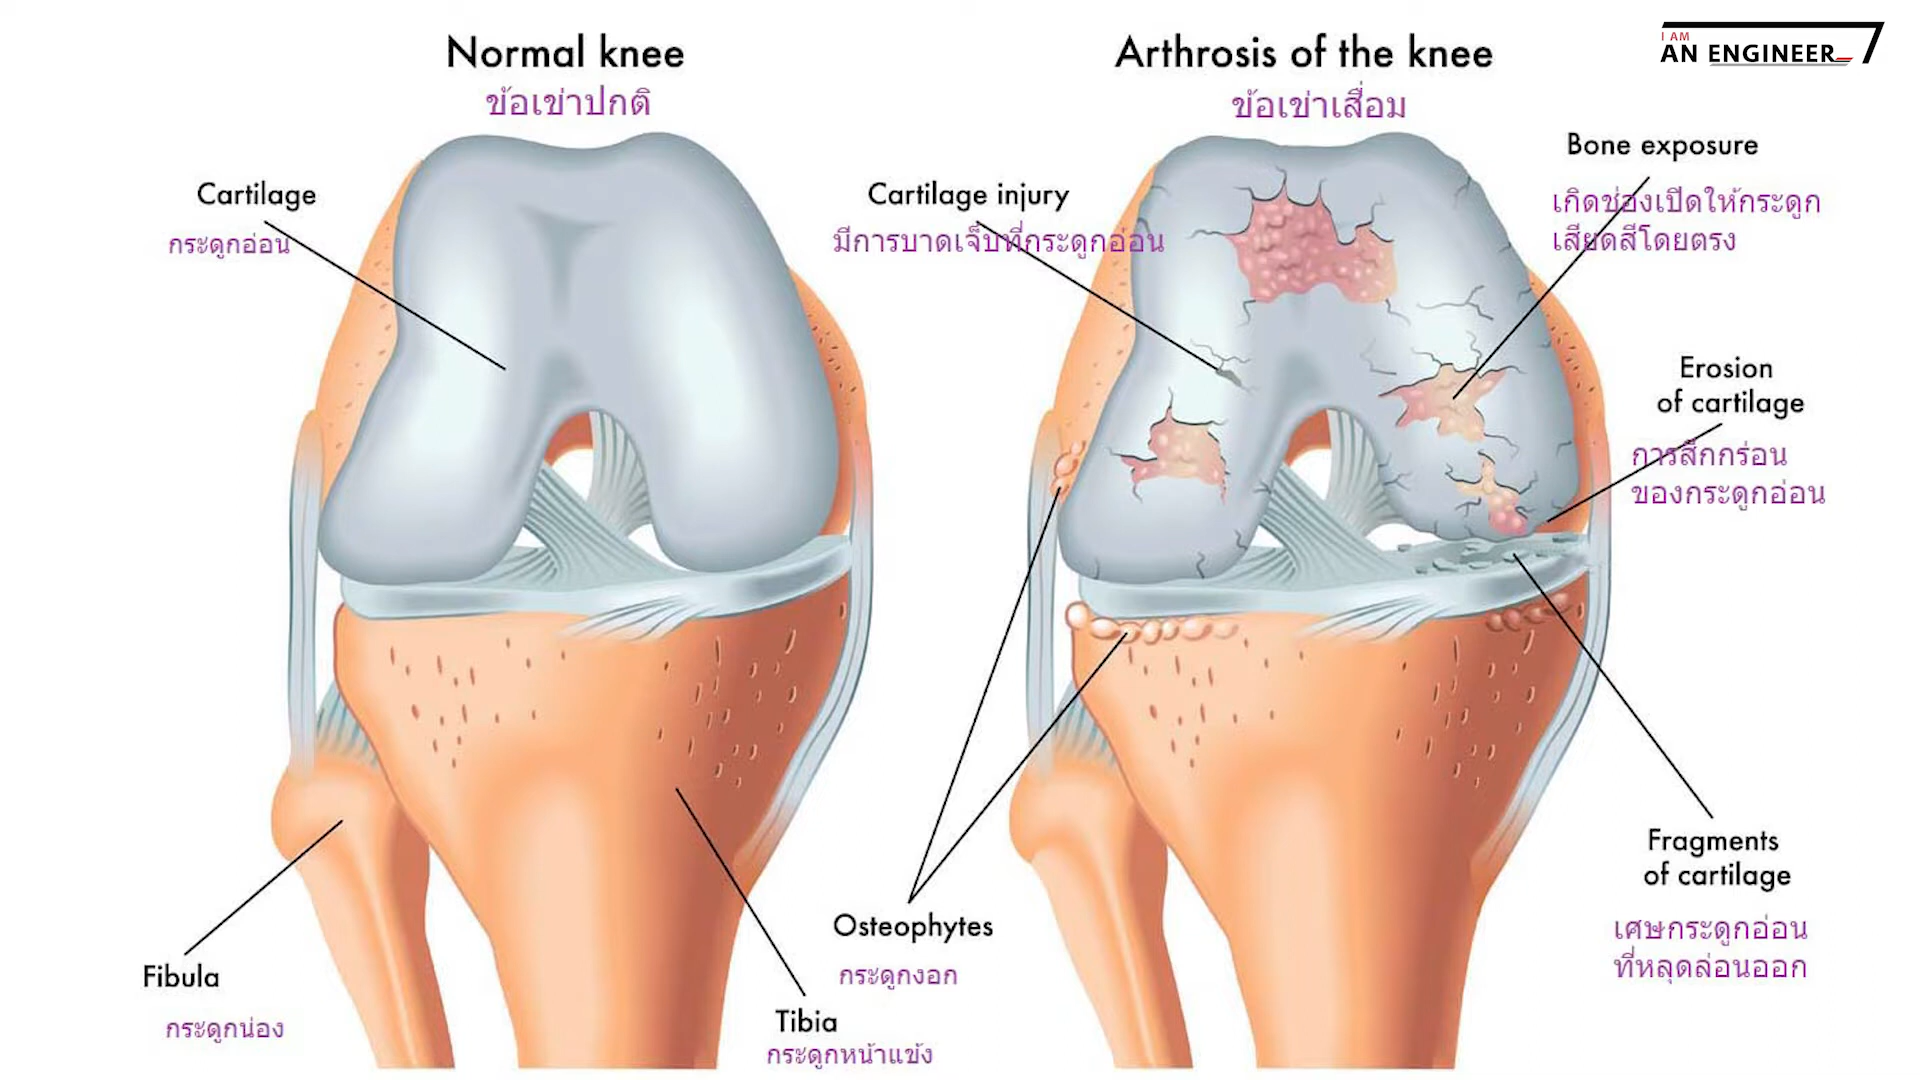 Normal knee
ข้อเข่าปกติ
Cartilage
กระดูกอ่อน
Fibula
กระดูกน่อง
Tibia
กระดูกหน้าแข้ง
Arthrosis of the knee
ข้อเข่าเสื่อม
Cartilage injury
มีการบาดเจ็บที่กระดูกอ่อน
Bone exposure
เกิดช่องเปิดให้กระดูก
เสียดสีโดยตรง
Erosion
of cartilage
การสึกกร่อน
ของกระดูกอ่อน
Osteophytes
กระดูกงอก
Fragments
of cartilage
เศษกระดูกอ่อน
ที่หลุดล่อนออก
I AM
AN ENGINEER